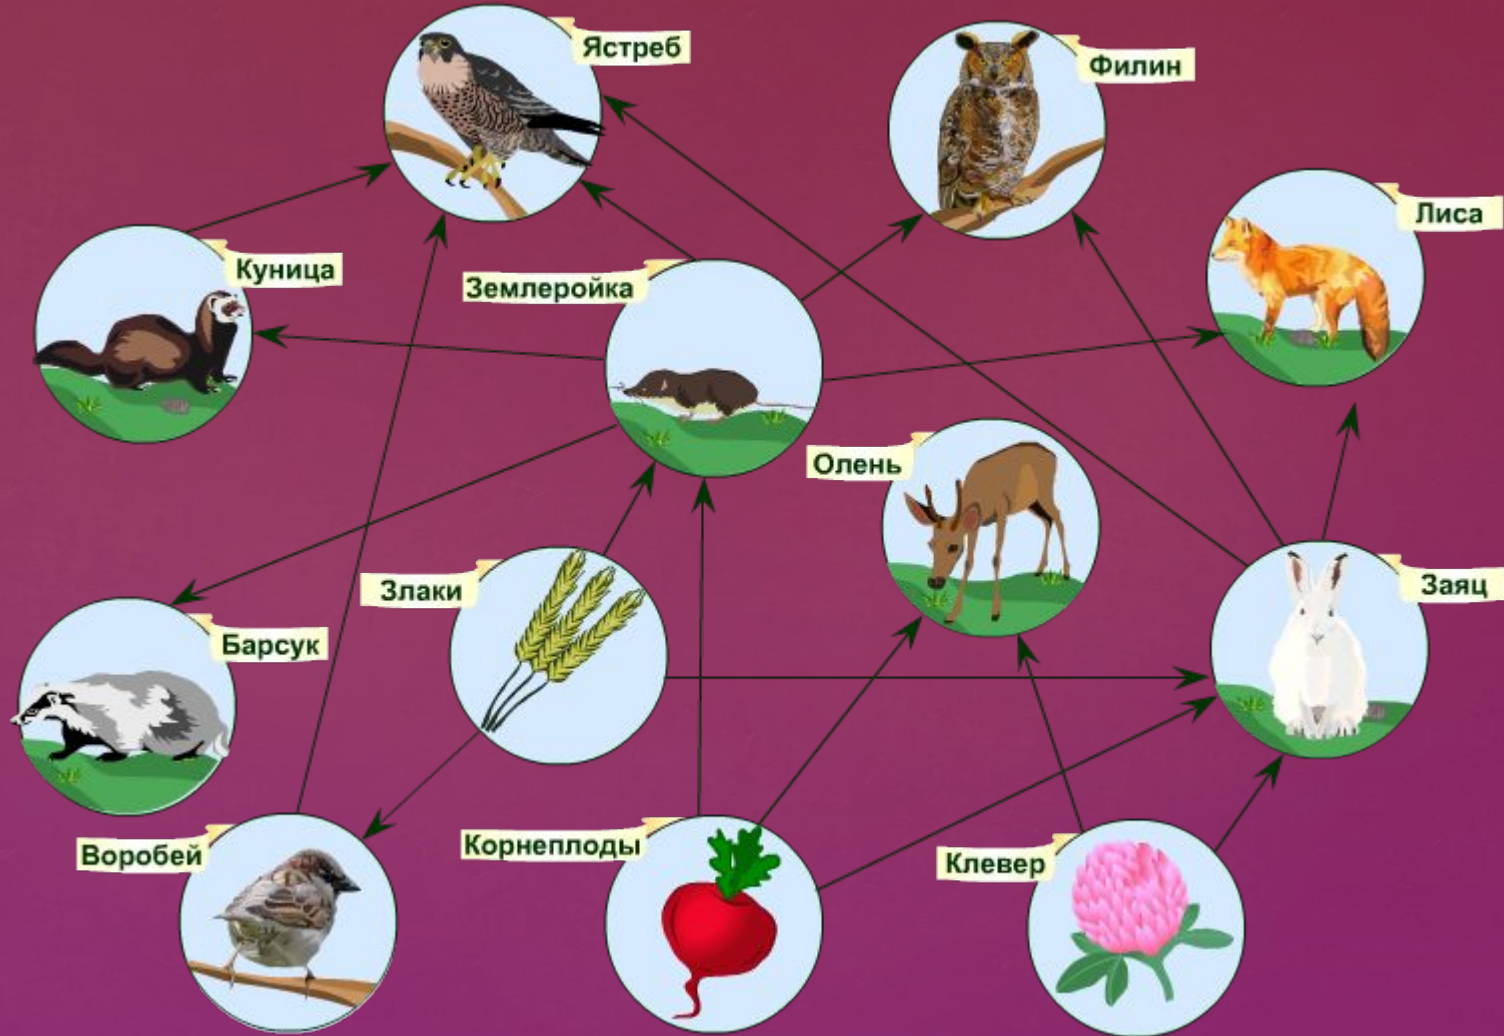 Ястреб
Филин
Лиса
Куница
Землеройка
Олень
Злаки
Заяц
Барсук
Воробей
Корнеплоды
Клевер